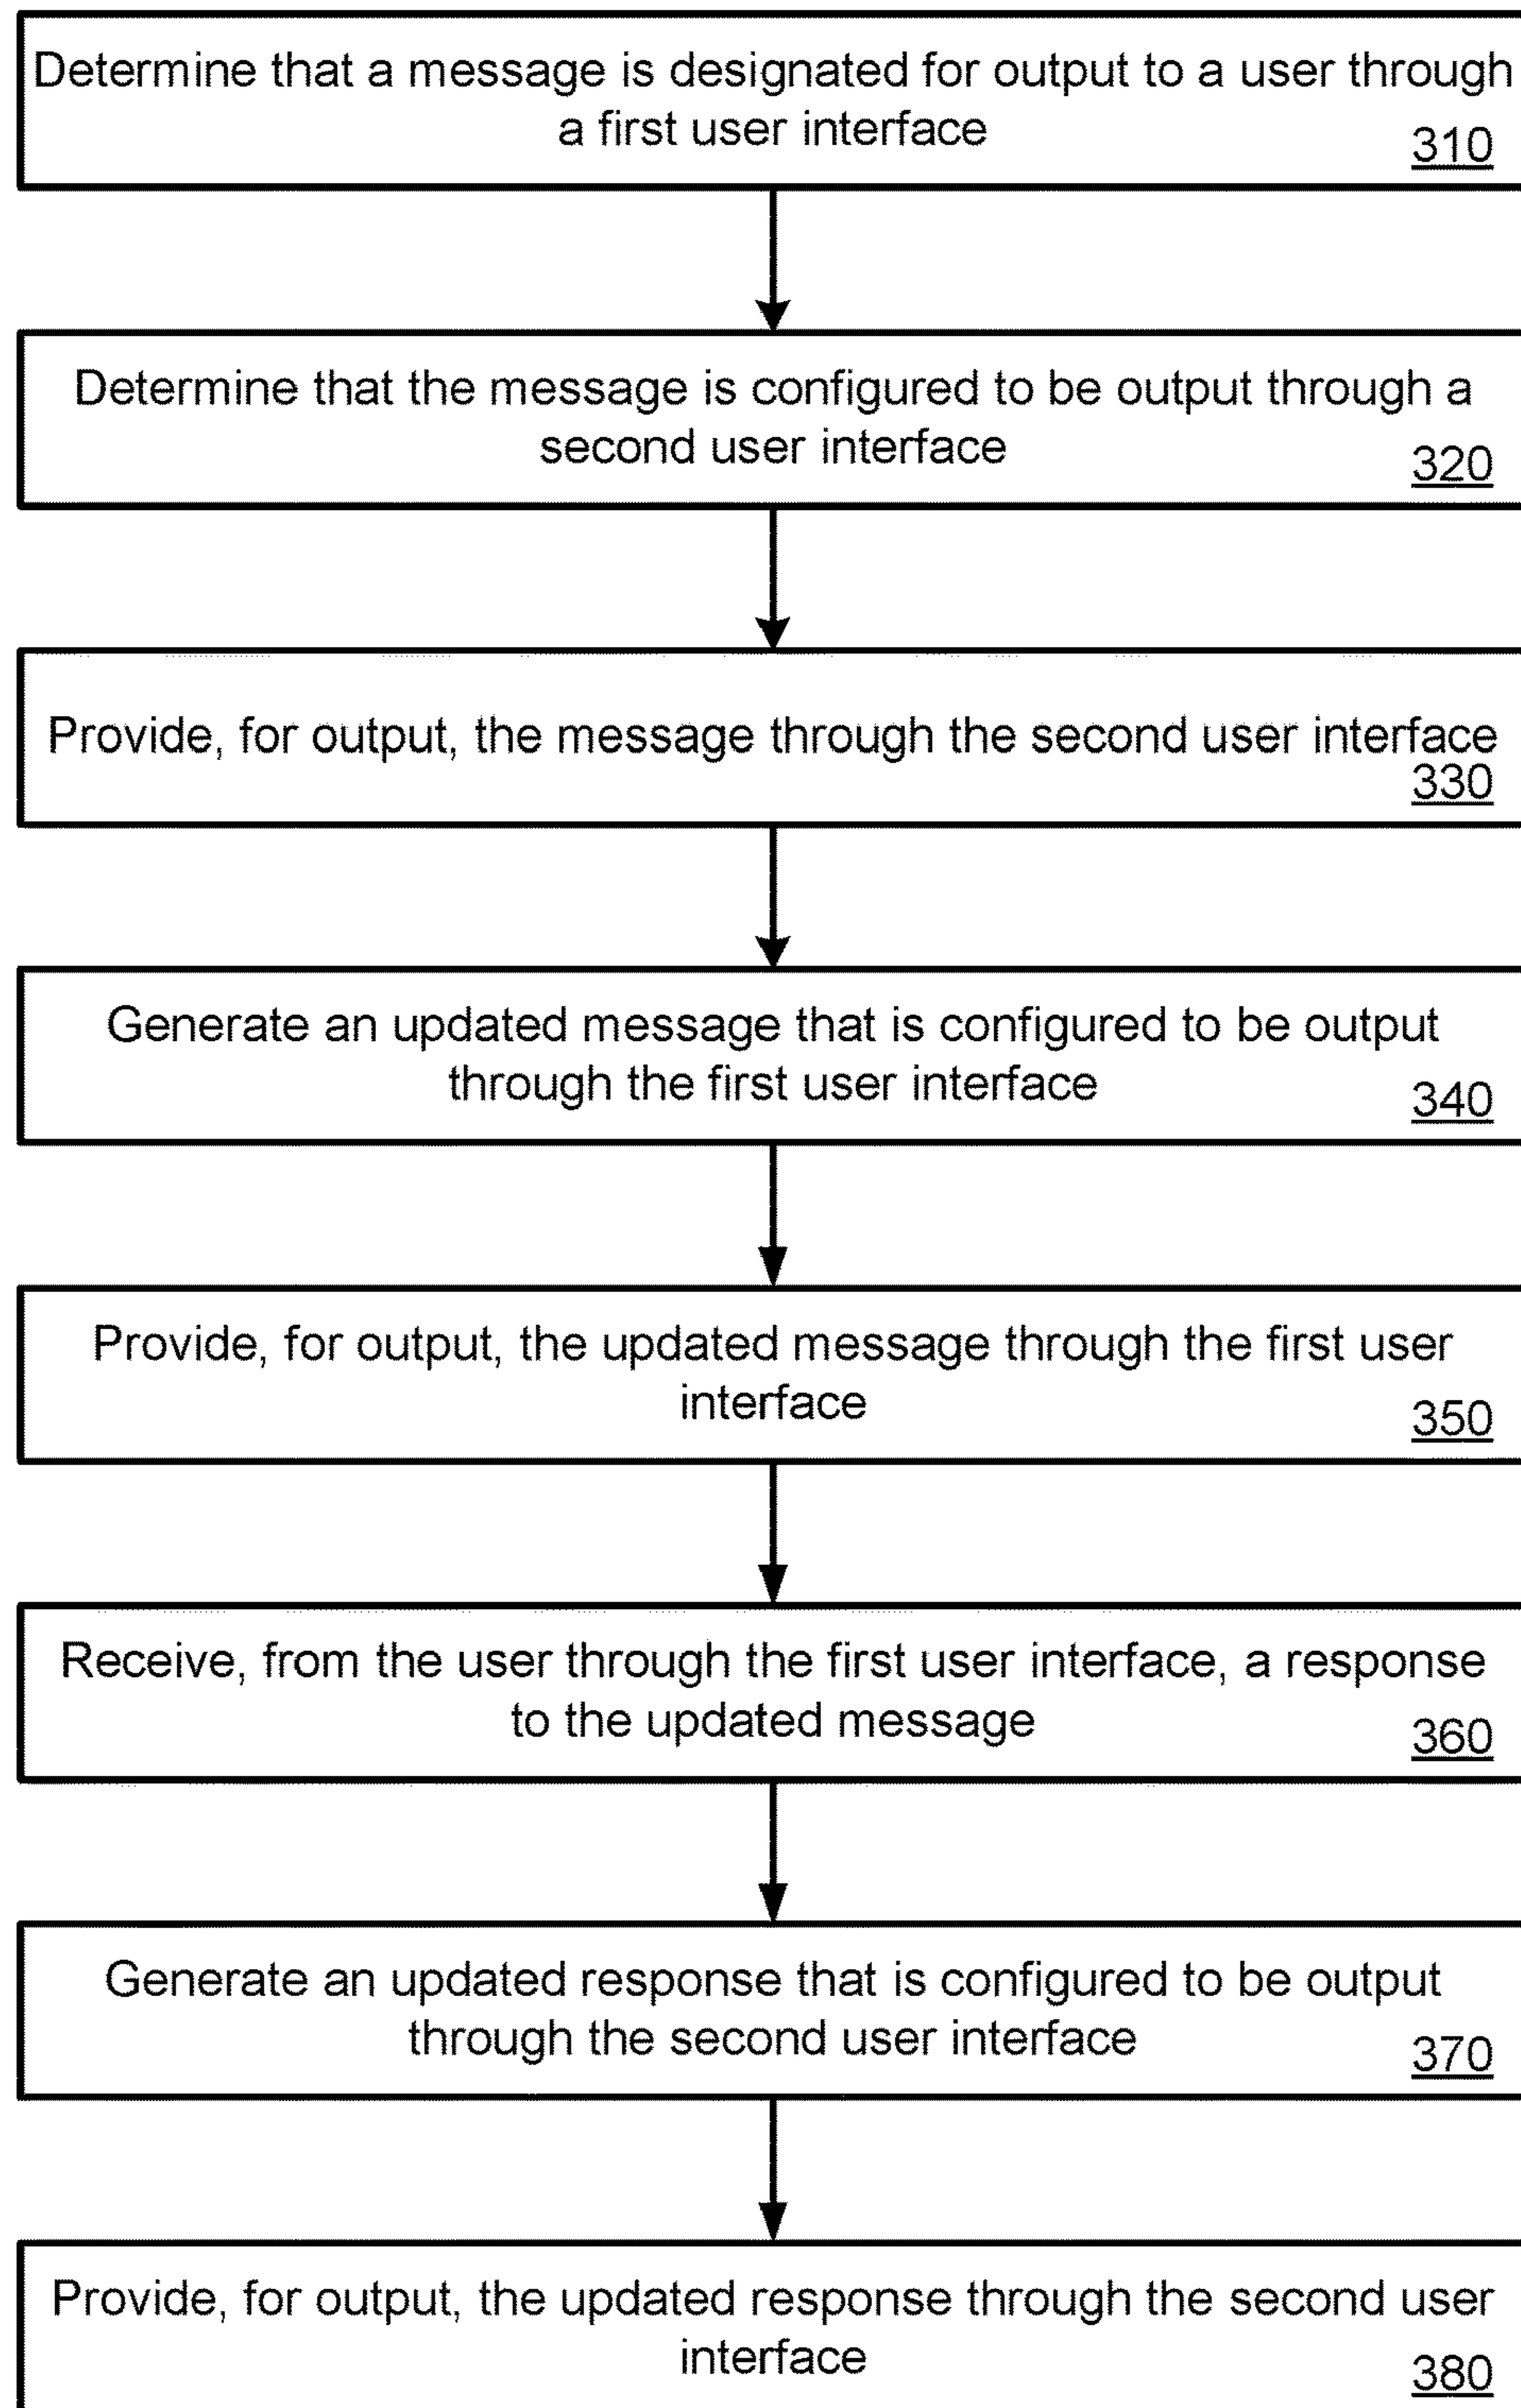 Determine that a message is designated for output to a user through
a first user interface
310
Determine that the message is configured to be output through a
second user interface
320
Provide, for output, the message through the second user interface
330
Generate an updated message that is configured to be output
through the first user interface
340
Provide, for output, the updated message through the first user
interface
350
Receive, from the user through the first user interface, a response
to the updated message
360
Generate an updated response that is configured to be output
through the second user interface
370
Provide, for output, the updated response through the second user
interface
380